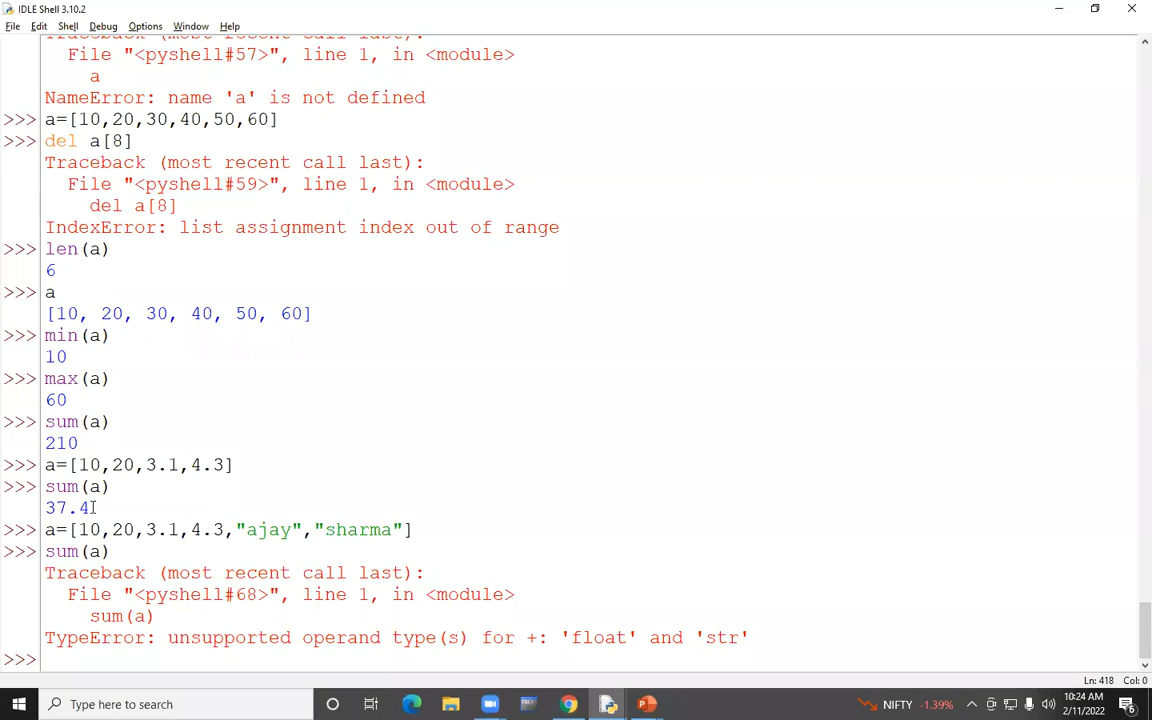 IDLE Shell 3.10.2
File Edit Shell Debug Options Window Help
Traceback (most recent call last):
File "<pyshell#57>", line 1, in <module>
a
NameError: name 'a' is not defined
>>> a=[10,20,30,40,50,60]
>>> del a[8]
Traceback (most recent call last):
File "<pyshell#59>", line 1, in <module>
del a[8]
IndexError: list assignment index out of range
>>> len(a)
6
>>> a
[10, 20, 30, 40, 50, 60]
>>> min(a)
10
>>> max(a)
60
>>> sum(a)
210
>>> a=[10,20,3.1,4.3]
>>> sum(a)
37.4
>>> a=[10,20,3.1,4.3,"ajay","sharma"]
>>> sum(a)
Traceback (most recent call last):
File "<pyshell#68>", line 1, in <module>
sum(a)
TypeError: unsupported operand type(s) for +: 'float' and 'str'
>>>
Ln: 418 Col: 0
Type here to search
NIFTY -1.39%
10:24 AM
2/11/2022
6